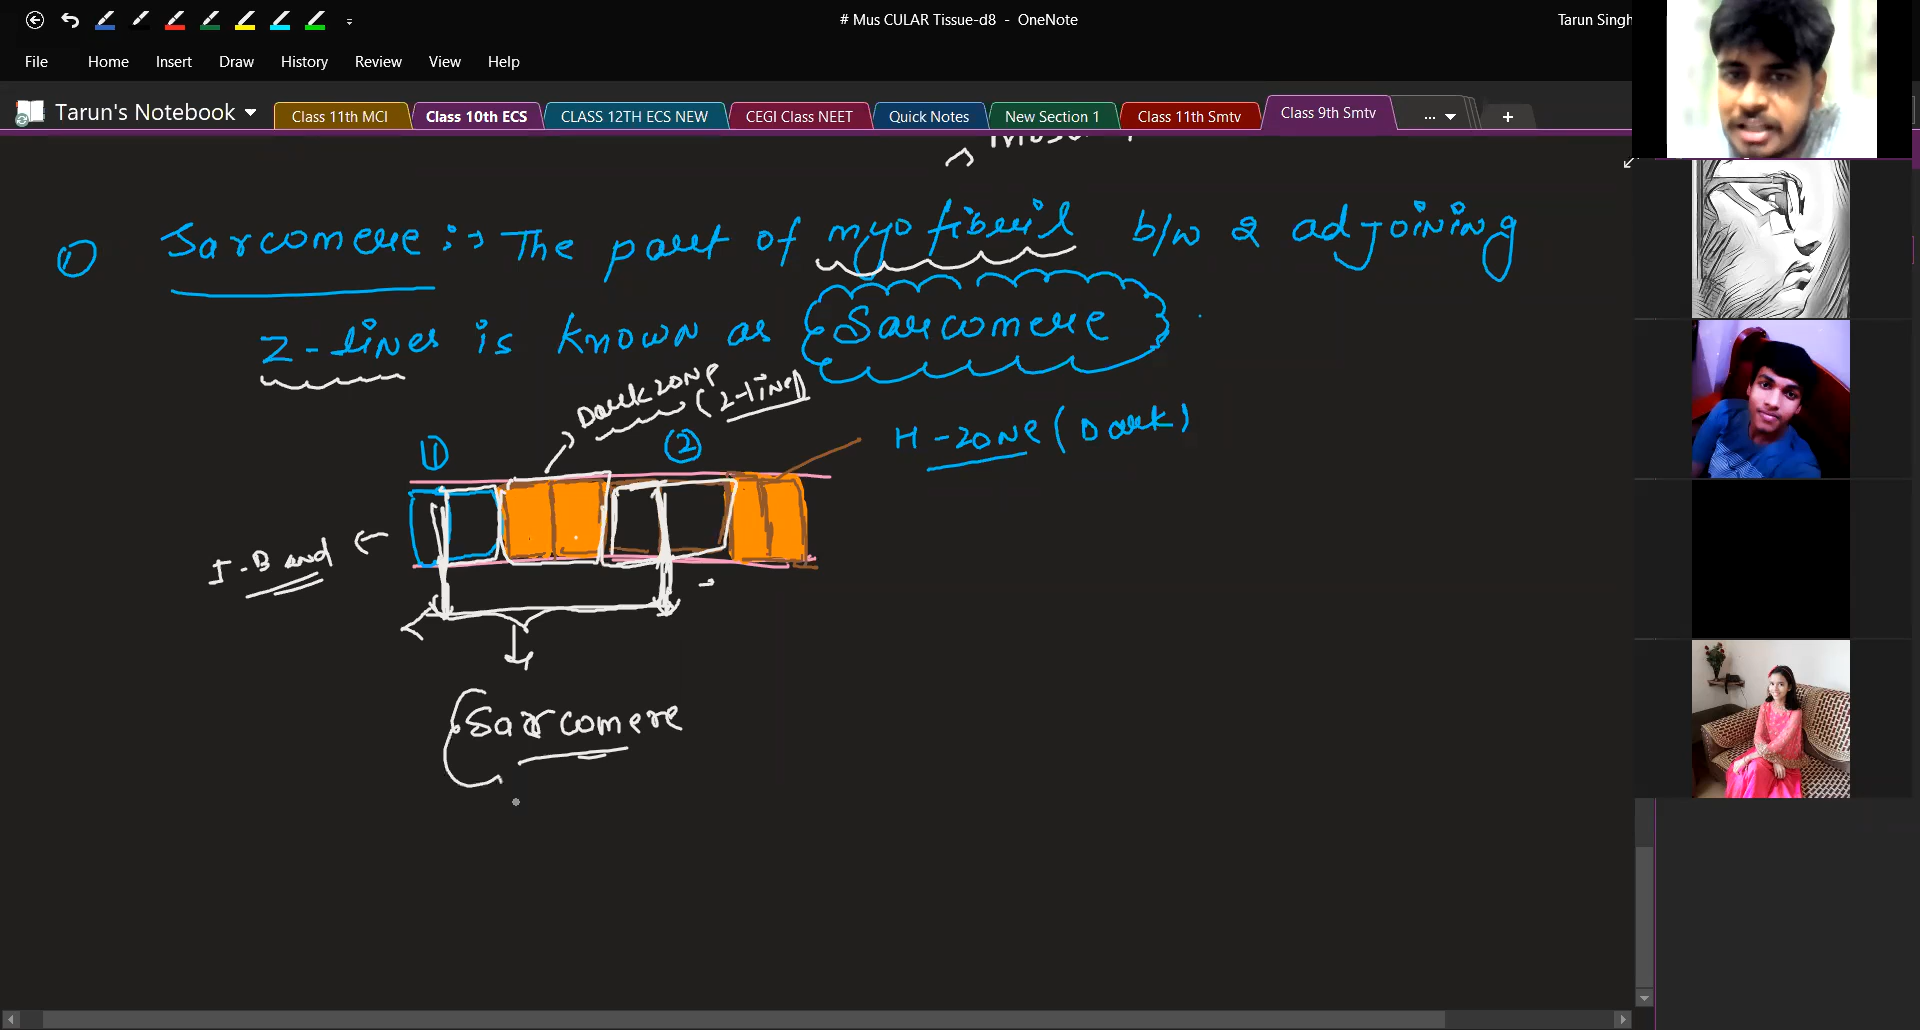 # Mus CULAR Tissue-d8 - OneNote
Tarun Singh
File Home Insert Draw History Review View Help
Tarun's Notebook
Class 11th MCI
Class 10th ECS
CLASS 12TH ECS NEW
CEGI Class NEET
Quick Notes
New Section 1
Class 11th Smtv
Class 9th Smtv
...
+
① Sarcomere :→ The part of myofibril b/w 2 adjoining
Z-lines is known as {Sarcomere}
Dark zone
(Z-line)
① ②
H-zone (Dark)
I-Band
Sarcomere